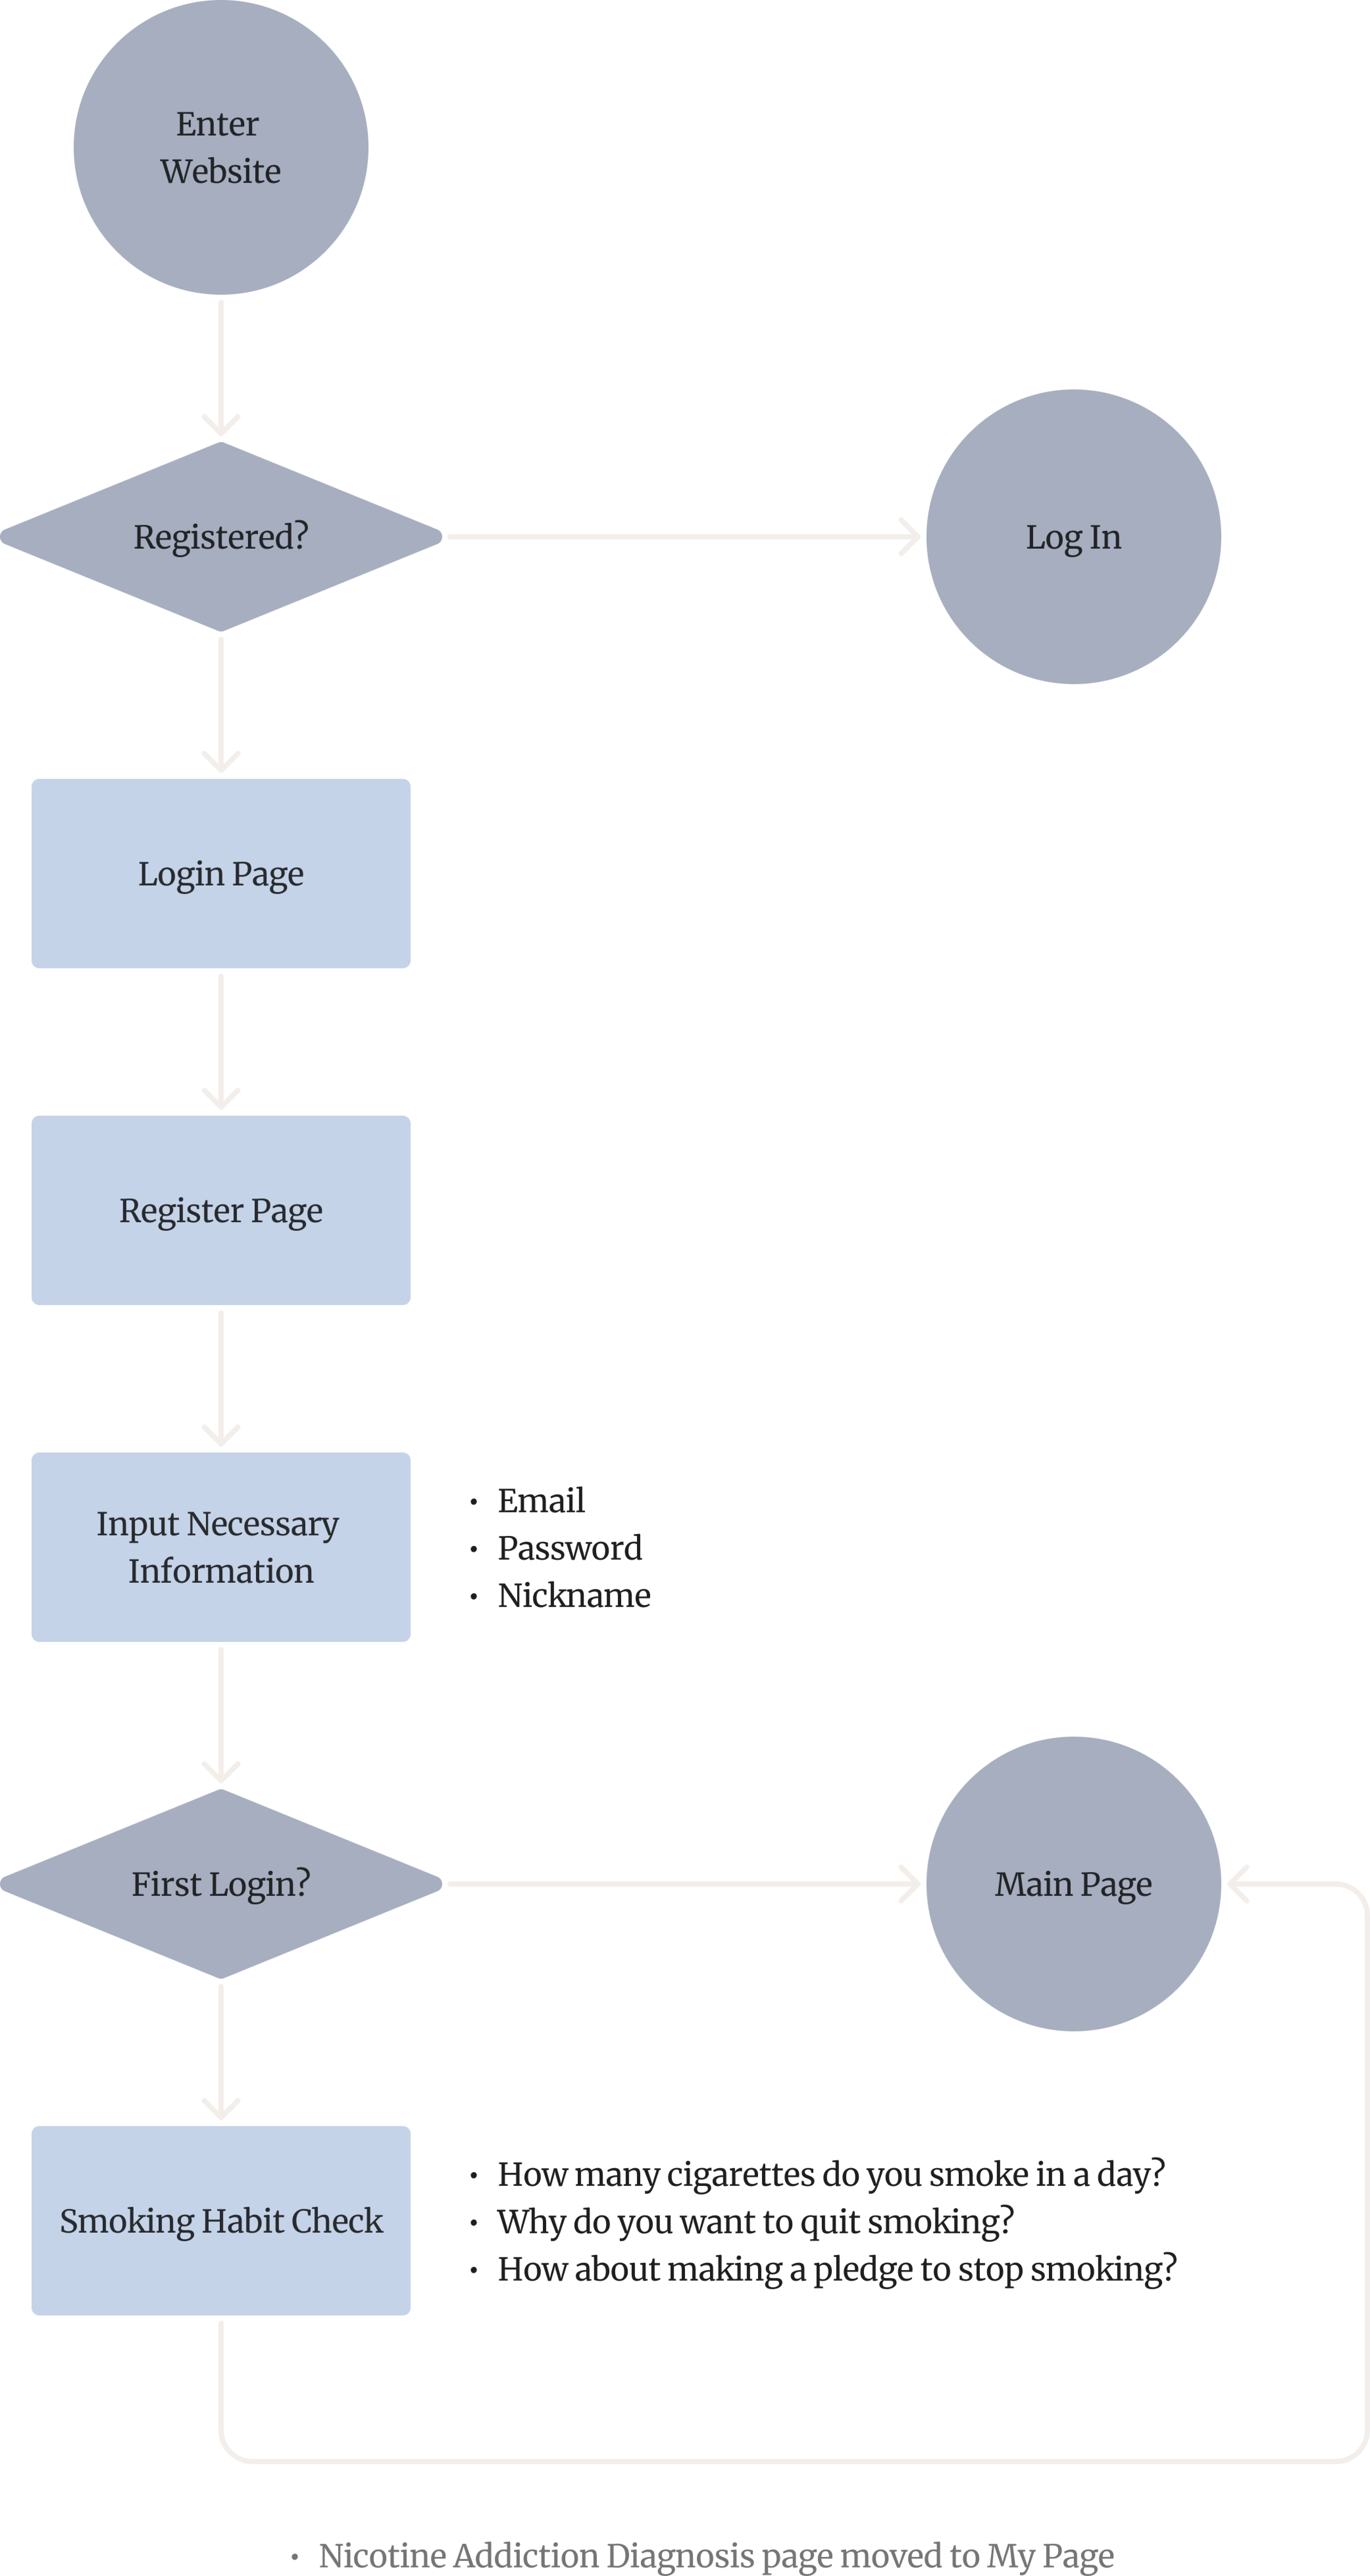 Enter
Website
Registered?
Log In
Login Page
Register Page
Input Necessary
Information
• Email
• Password
• Nickname
First Login?
Main Page
Smoking Habit Check
• How many cigarettes do you smoke in a day?
• Why do you want to quit smoking?
• How about making a pledge to stop smoking?
• Nicotine Addiction Diagnosis page moved to My Page